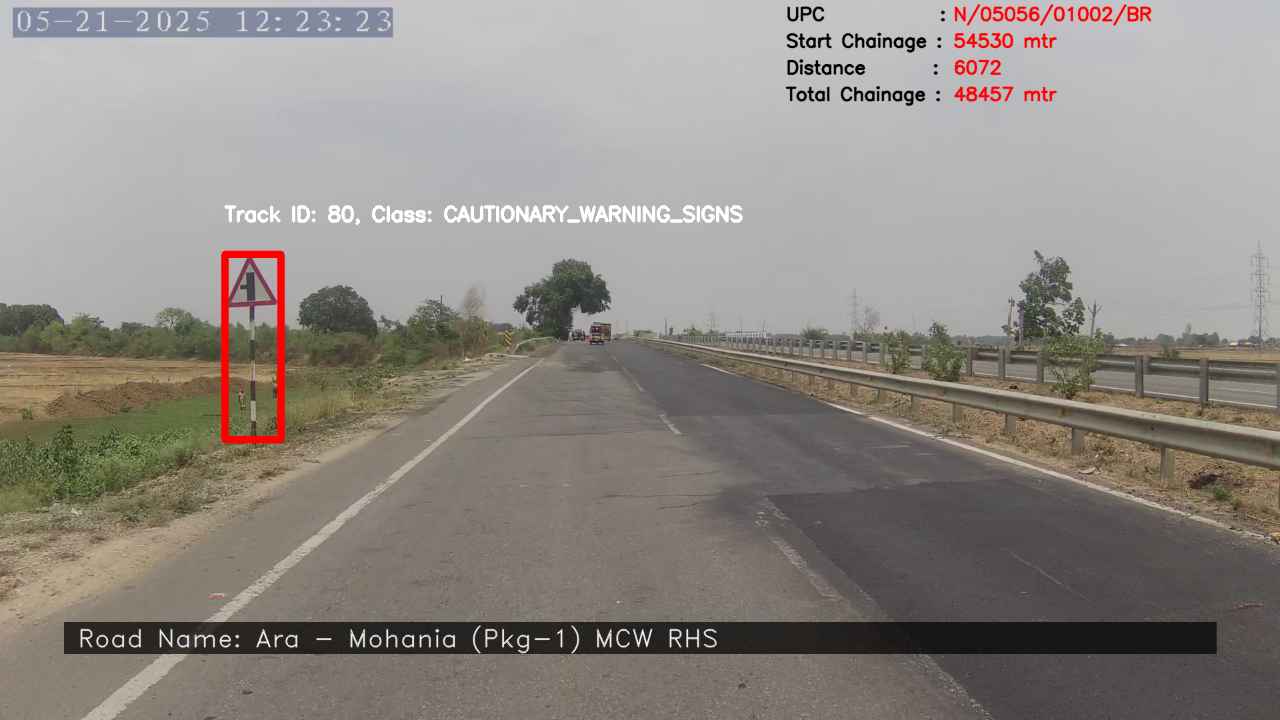 05-21-2025 12:23:23
UPC : N/05056/01002/BR
Start Chainage : 54530 mtr
Distance : 6072
Total Chainage : 48457 mtr
Track ID: 80, Class: CAUTIONARY_WARNING_SIGNS
Road Name: Ara - Mohania (Pkg-1) MCW RHS